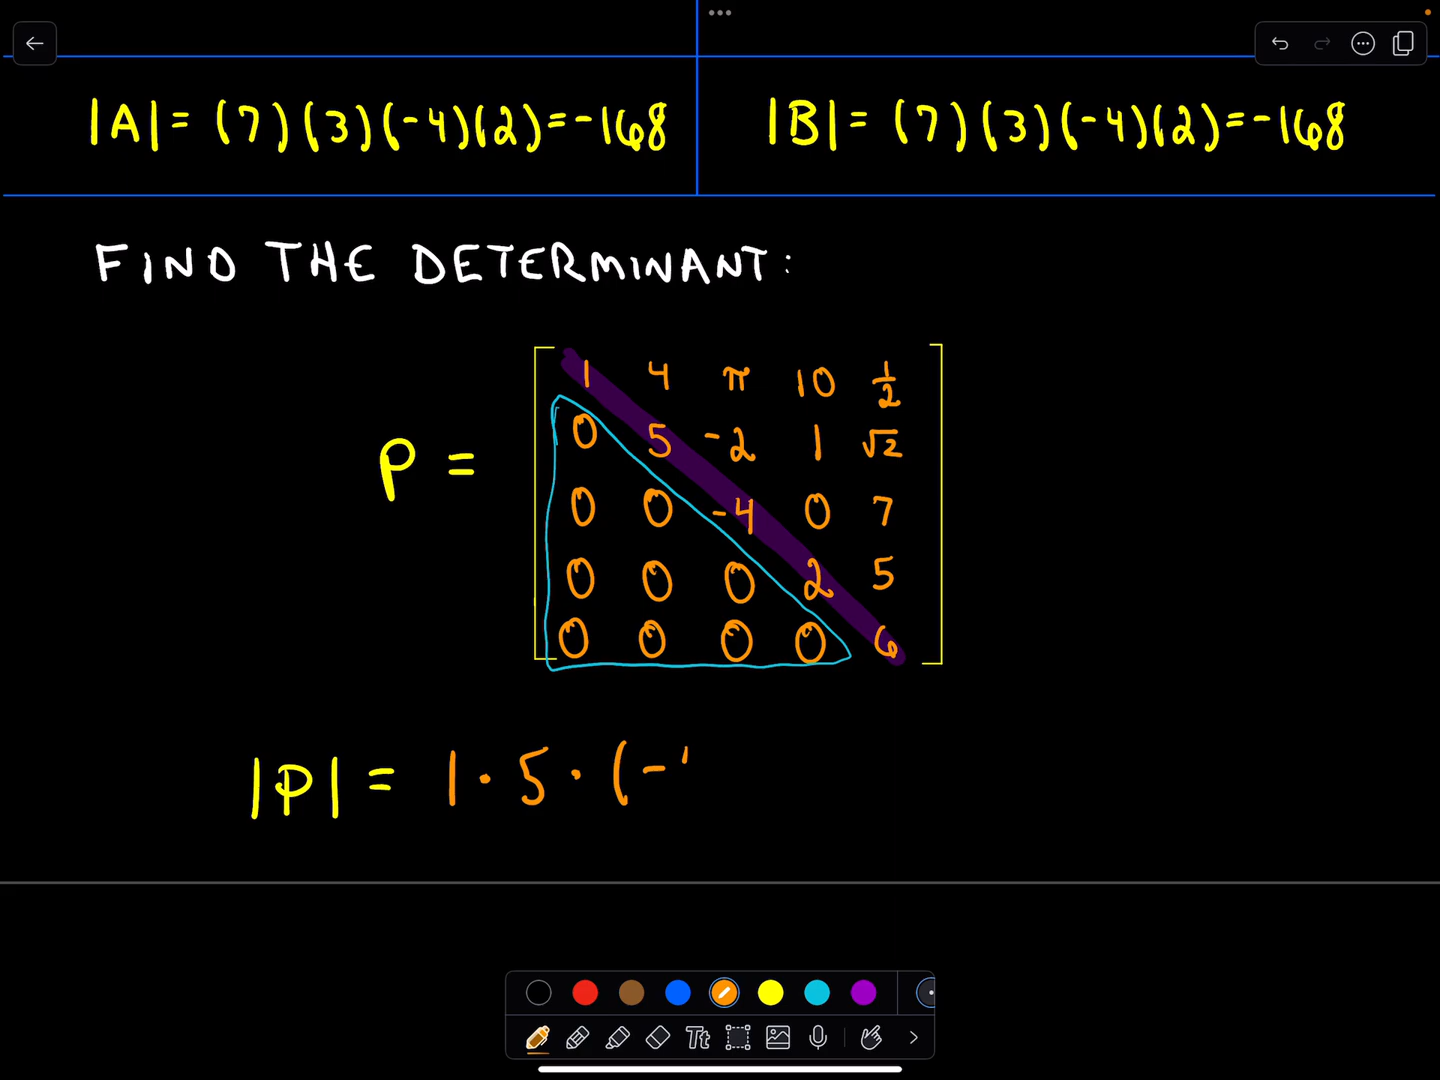 |A| = (7)(3)(-4)(2) = -168
|B| = (7)(3)(-4)(2) = -168
FIND THE DETERMINANT:
1 4 π 10 1/2
0 5 -2 1 √2
P =
0 0 -4 0 7
0 0 0 2 5
0 0 0 0 6
|P| = 1 · 5 · (-
Tt